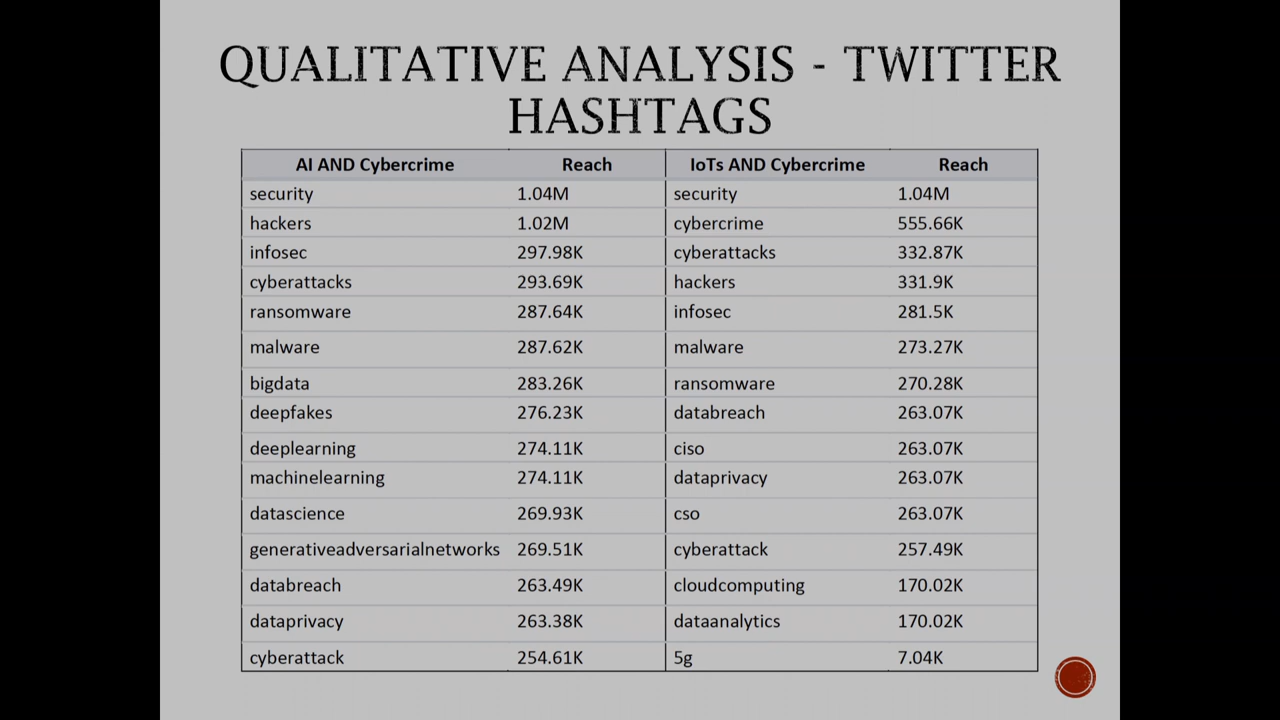 QUALITATIVE ANALYSIS - TWITTER
HASHTAGS
AI AND Cybercrime Reach IoTs AND Cybercrime Reach
security 1.04M security 1.04M
hackers 1.02M cybercrime 555.66K
infosec 297.98K cyberattacks 332.87K
cyberattacks 293.69K hackers 331.9K
ransomware 287.64K infosec 281.5K
malware 287.62K malware 273.27K
bigdata 283.26K ransomware 270.28K
deepfakes 276.23K databreach 263.07K
deeplearning 274.11K ciso 263.07K
machinelearning 274.11K dataprivacy 263.07K
datascience 269.93K cso 263.07K
generativeadversarialnetworks 269.51K cyberattack 257.49K
databreach 263.49K cloudcomputing 170.02K
dataprivacy 263.38K dataanalytics 170.02K
cyberattack 254.61K 5g 7.04K